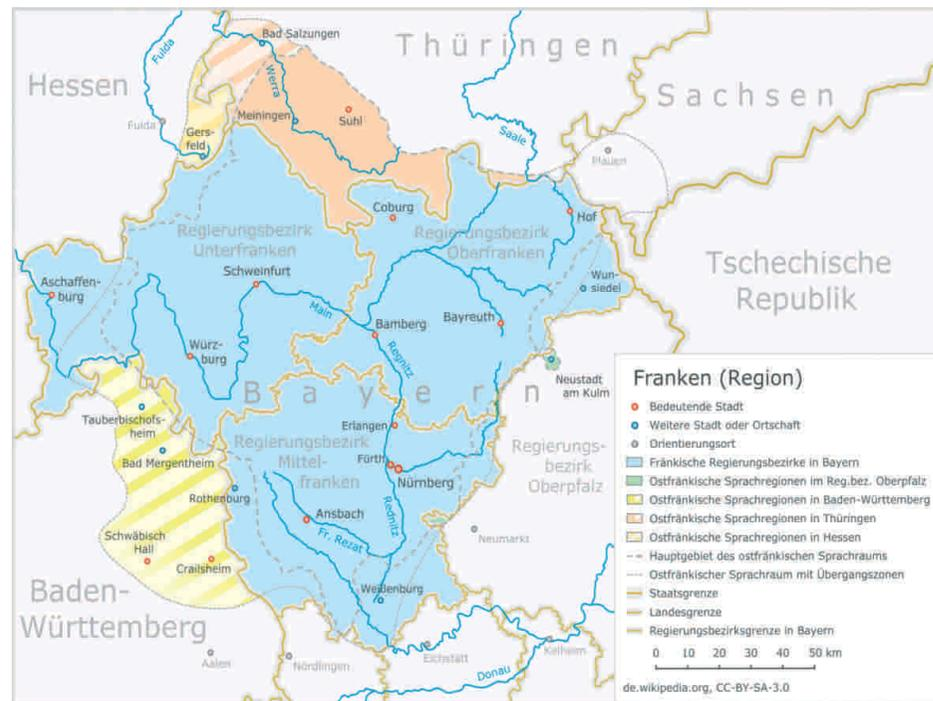 Thüringen
Bad Salzungen
Fulda
Hessen
Werra
Sachsen
Meiningen
Suhl
Fulda
Saale
Gers-
feld
Plauen
Coburg
Hof
Regierungsbezirk
Unterfranken
Regierungsbezirk
Oberfranken
Tschechische
Republik
Schweinfurt
Aschaffen-
burg
Wun-
siedel
Main
Bamberg
Bayreuth
Würz-
burg
Regnitz
Bayern
Neustadt
am Kulm
Tauberbischofs-
heim
Erlangen
Regierungsbezirk
Mittel-
franken
Regierungs-
bezirk
Oberpfalz
Bad Mergentheim
Fürth
Nürnberg
Rothenburg
Ansbach
Rednitz
Fr. Rezat
Neumarkt
Schwäbisch
Hall
Crailsheim
Weißenburg
Baden-
Württemberg
Aalen
Nördlingen
Eichstätt
Kelheim
Donau
Franken (Region)
Bedeutende Stadt
Weitere Stadt oder Ortschaft
Orientierungsort
Fränkische Regierungsbezirke in Bayern
Ostfränkische Sprachregionen im Reg.bez. Oberpfalz
Ostfränkische Sprachregionen in Baden-Württemberg
Ostfränkische Sprachregionen in Thüringen
Ostfränkische Sprachregionen in Hessen
Hauptgebiet des ostfränkischen Sprachraums
Ostfränkischer Sprachraum mit Übergangszonen
Staatsgrenze
Landesgrenze
Regierungsbezirksgrenze in Bayern
0 10 20 30 40 50 km
de.wikipedia.org, CC-BY-SA-3.0